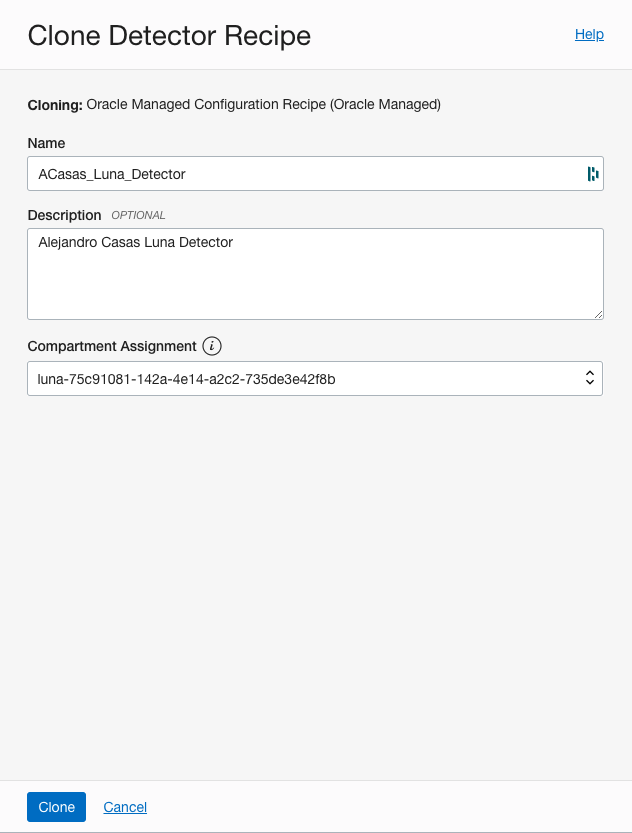 Clone Detector Recipe
Help
Cloning: Oracle Managed Configuration Recipe (Oracle Managed)
Name
ACasas_Luna_Detector
Description OPTIONAL
Alejandro Casas Luna Detector
Compartment Assignment i
luna-75c91081-142a-4e14-a2c2-735de3e42f8b
Clone Cancel